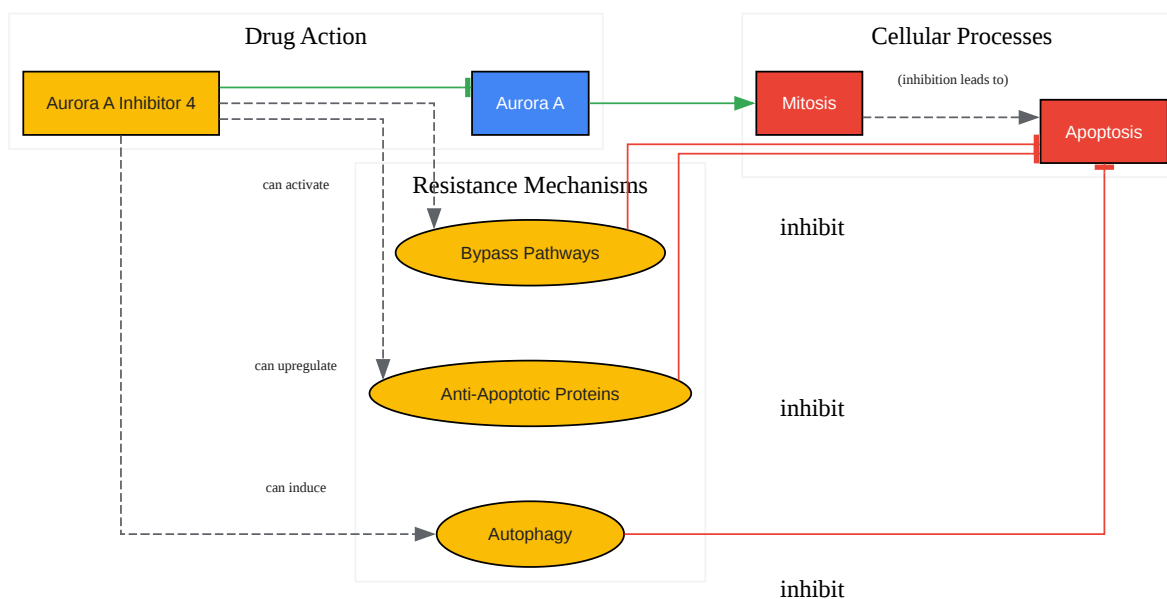 Drug Action
Cellular Processes
Aurora A Inhibitor 4
Aurora A
Mitosis
(inhibition leads to)
Apoptosis
can activate
Resistance Mechanisms
inhibit
Bypass Pathways
can upregulate
Anti-Apoptotic Proteins
inhibit
can induce
Autophagy
inhibit